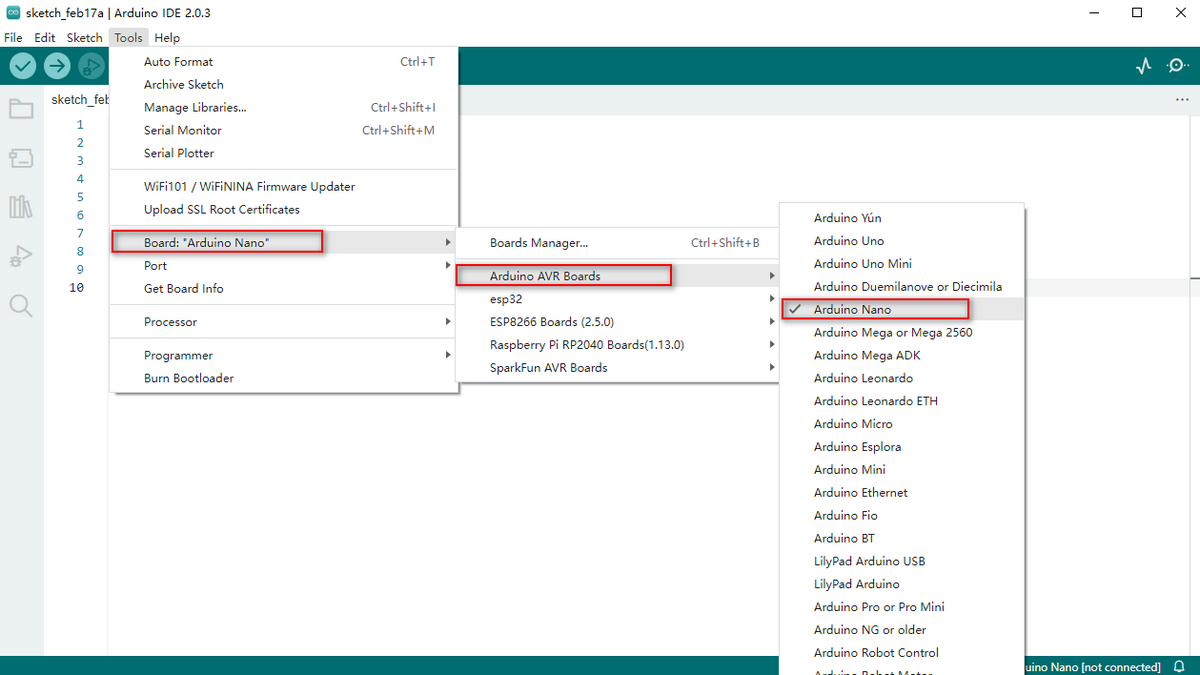 sketch_feb17a | Arduino IDE 2.0.3
File Edit Sketch Tools Help
sketch_feb
1
2
3
4
5
6
7
8
9
10
Auto Format Ctrl+T
Archive Sketch
Manage Libraries... Ctrl+Shift+I
Serial Monitor Ctrl+Shift+M
Serial Plotter
WiFi101 / WiFiNINA Firmware Updater
Upload SSL Root Certificates
Board: "Arduino Nano"
Port
Get Board Info
Processor
Programmer
Burn Bootloader
Boards Manager... Ctrl+Shift+B
Arduino AVR Boards
esp32
ESP8266 Boards (2.5.0)
Raspberry Pi RP2040 Boards(1.13.0)
SparkFun AVR Boards
Arduino Yún
Arduino Uno
Arduino Uno Mini
Arduino Duemilanove or Diecimila
Arduino Nano
Arduino Mega or Mega 2560
Arduino Mega ADK
Arduino Leonardo
Arduino Leonardo ETH
Arduino Micro
Arduino Esplora
Arduino Mini
Arduino Ethernet
Arduino Fio
Arduino BT
LilyPad Arduino USB
LilyPad Arduino
Arduino Pro or Pro Mini
Arduino NG or older
Arduino Robot Control
Arduino Robot Motor
uino Nano [not connected]